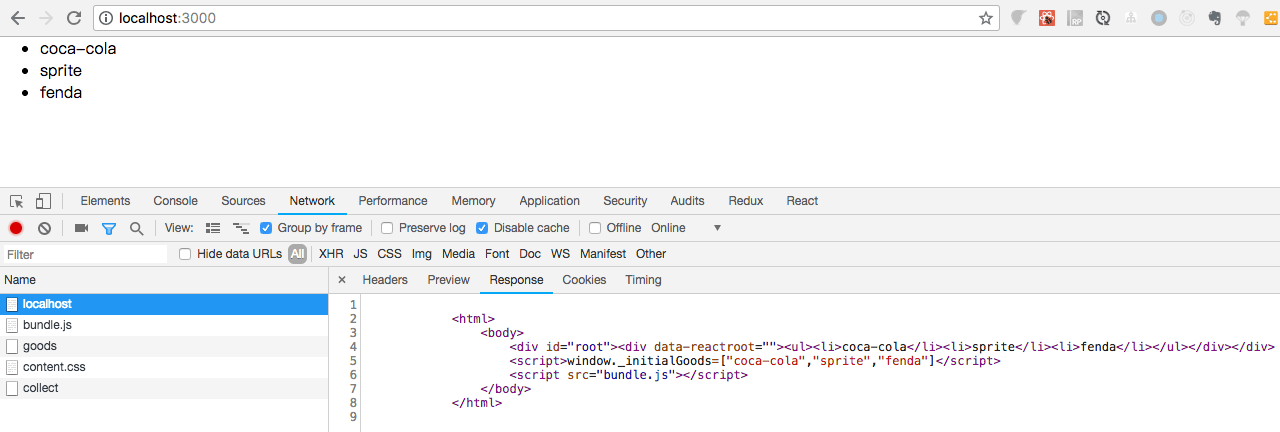 localhost:3000
RP
coca-cola
sprite
fenda
Elements Console Sources Network Performance Memory Application Security Audits Redux React
View: Group by frame Preserve log Disable cache Offline Online
Filter Hide data URLs All XHR JS CSS Img Media Font Doc WS Manifest Other
Name × Headers Preview Response Cookies Timing
localhost
bundle.js
goods
content.css
collect
1
2 <html>
3 <body>
4 <div id="root"><div data-reactroot=""><ul><li>coca-cola</li><li>sprite</li><li>fenda</li></ul></div></div>
5 <script>window._initialGoods=["coca-cola","sprite","fenda"]</script>
6 <script src="bundle.js"></script>
7 </body>
8 </html>
9